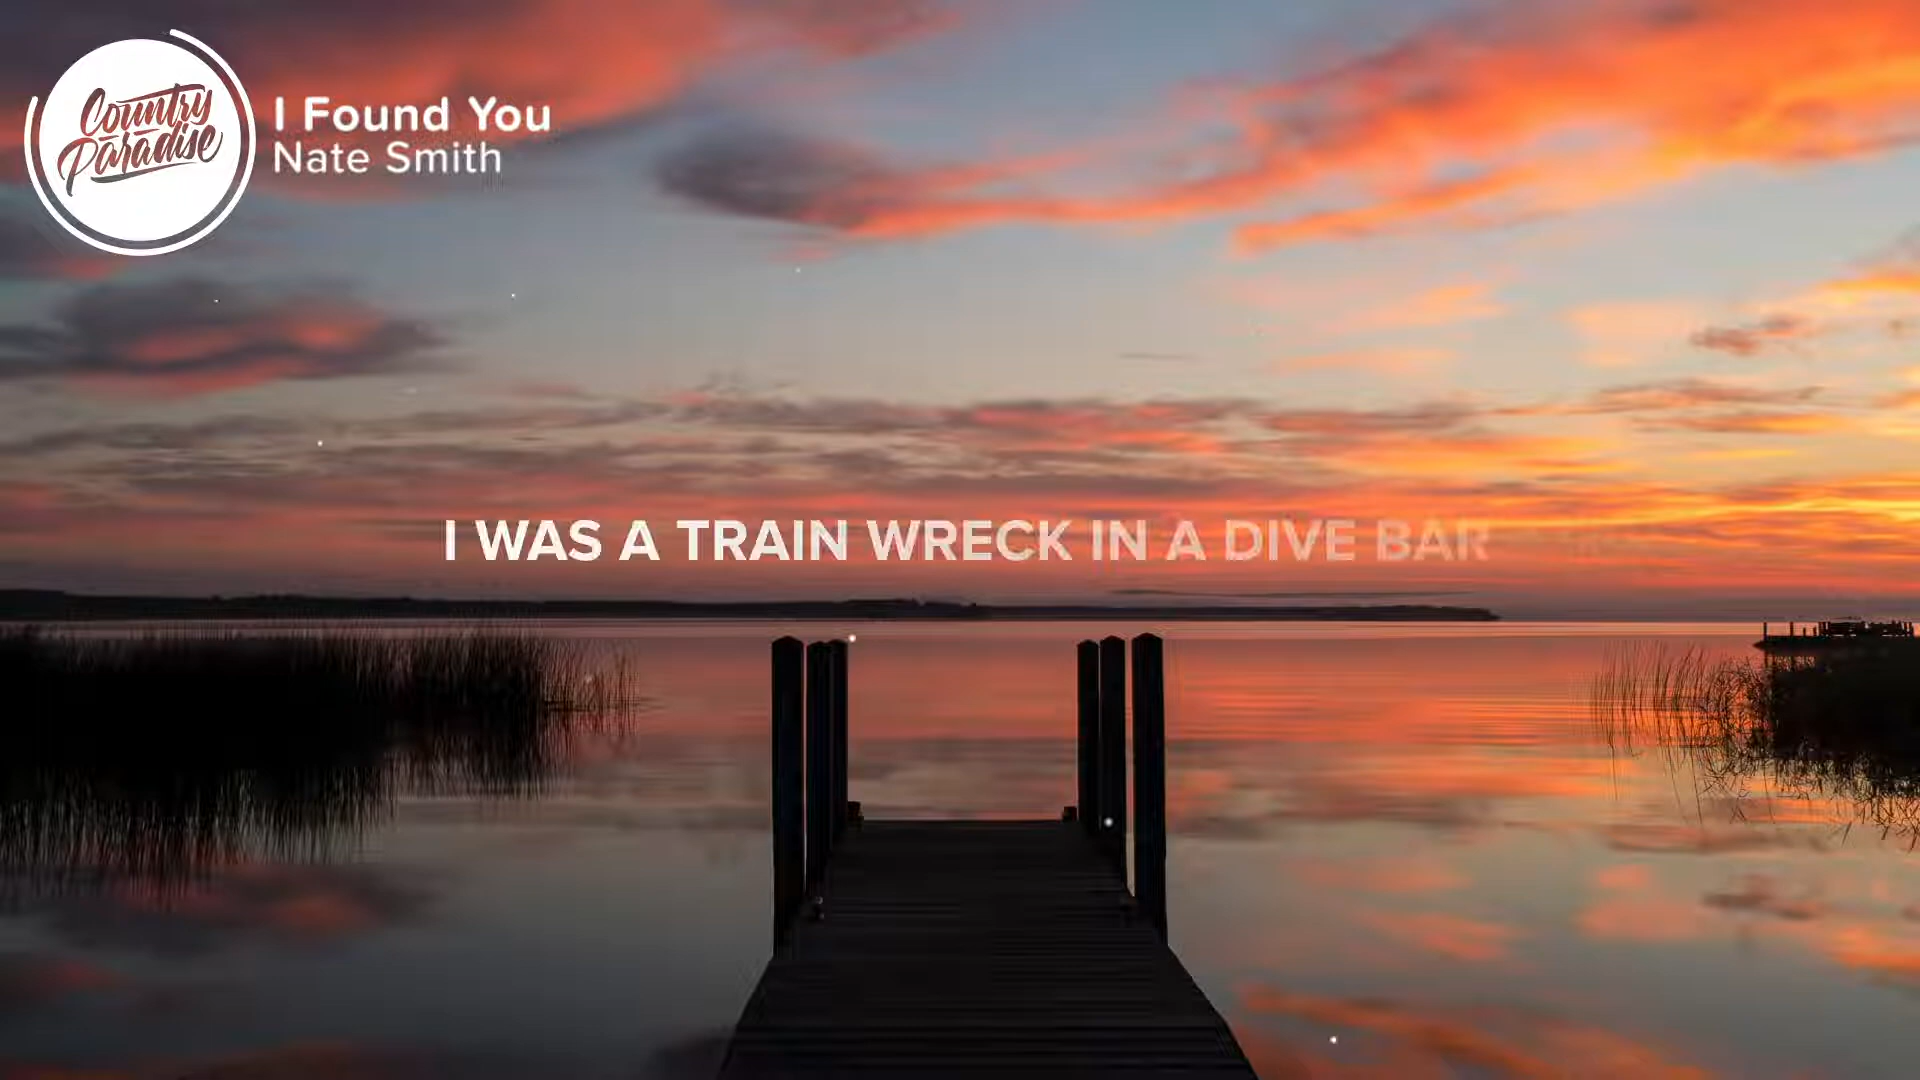 Country
Paradise
I Found You
Nate Smith
I WAS A TRAIN WRECK IN A DIVE BAR